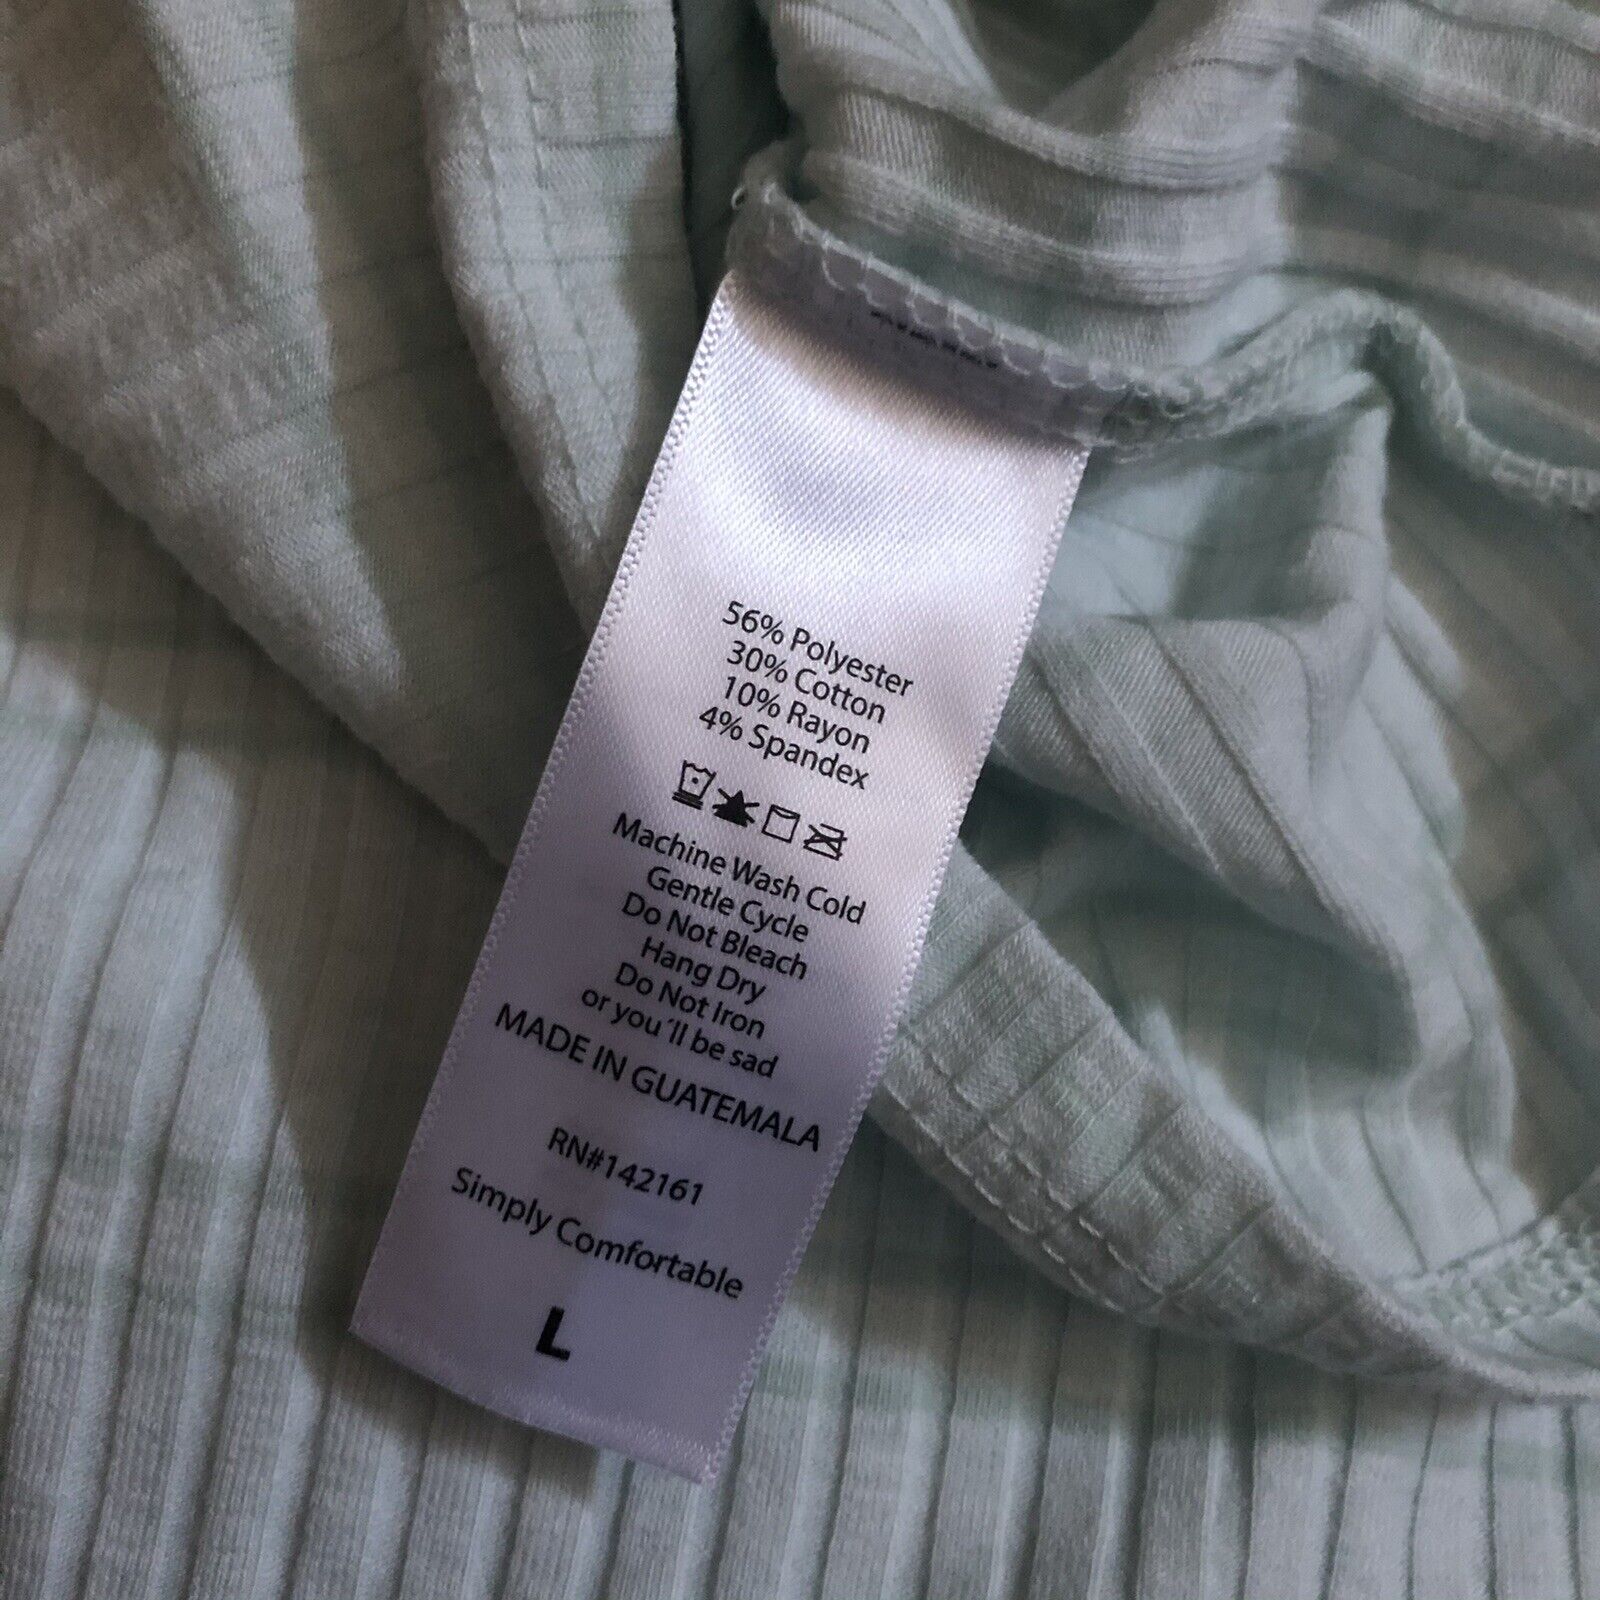 56% Polyester
30% Cotton
10% Rayon
4% Spandex
Machine Wash Cold
Gentle Cycle
Do Not Bleach
Hang Dry
Do Not Iron
or you'll be sad
MADE IN GUATEMALA
RN#142161
Simply Comfortable
L